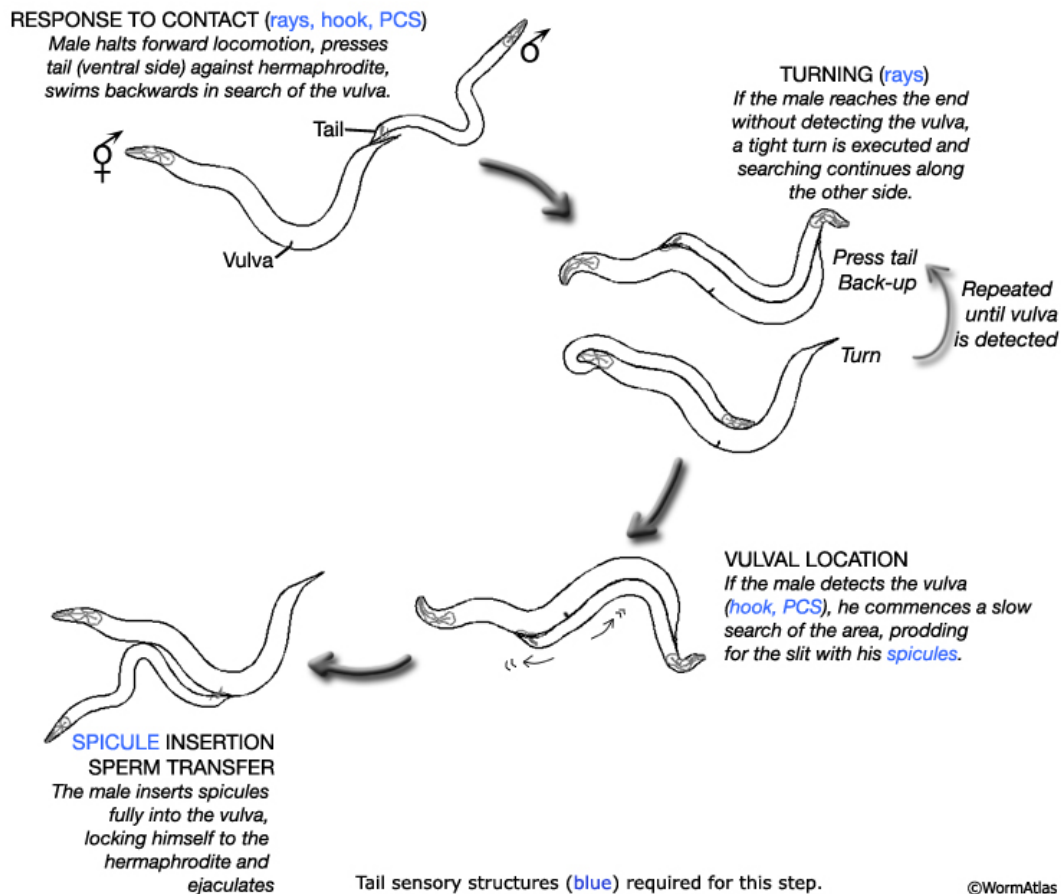 RESPONSE TO CONTACT (rays, hook, PCS)
Male halts forward locomotion, presses
tail (ventral side) against hermaphrodite,
swims backwards in search of the vulva.
Tail
Vulva
TURNING (rays)
If the male reaches the end
without detecting the vulva,
a tight turn is executed and
searching continues along
the other side.
Press tail
Back-up
Repeated
until vulva
is detected
Turn
VULVAL LOCATION
If the male detects the vulva
(hook, PCS), he commences a slow
search of the area, prodding
for the slit with his spicules.
SPICULE INSERTION
SPERM TRANSFER
The male inserts spicules
fully into the vulva,
locking himself to the
hermaphrodite and
ejaculates
Tail sensory structures (blue) required for this step.
©WormAtlas